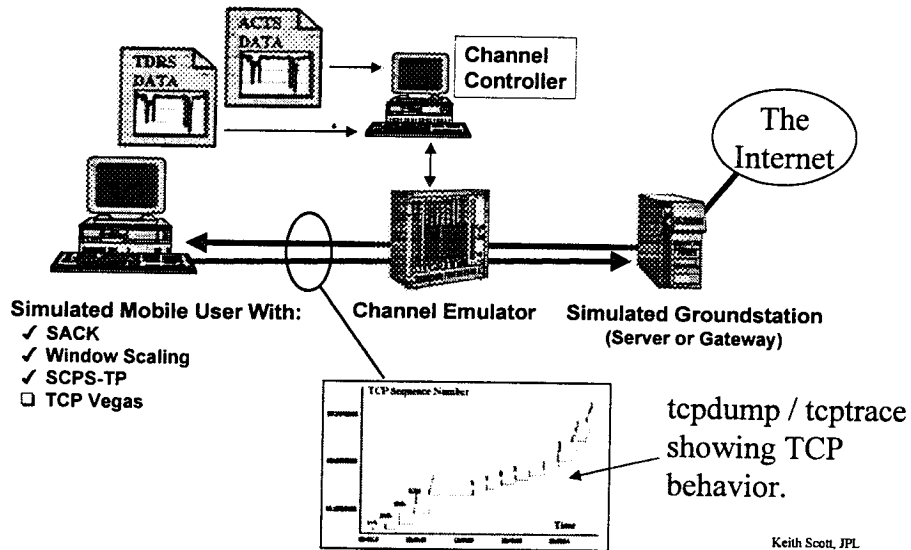 ACTS
DATA
TDRS
DATA
Channel
Controller
The
Internet
Simulated Mobile User With:
✓ SACK
✓ Window Scaling
✓ SCPS-TP
❑ TCP Vegas
Channel Emulator
Simulated Groundstation
(Server or Gateway)
TCP Sequence Number
Time
tcpdump / tcptrace
showing TCP
behavior.
Keith Scott, JPL